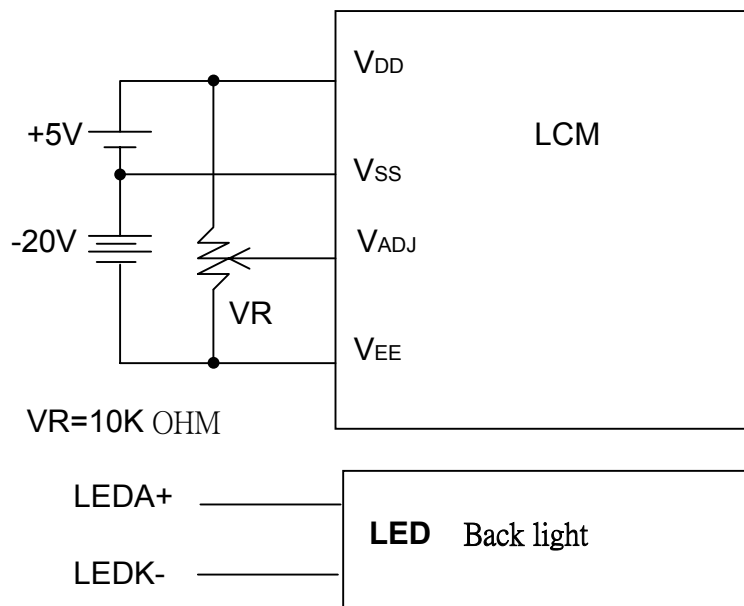 VDD
+5V
LCM
VSS
-20V
VADJ
VR
VEE
VR=10K OHM
LEDA+
LED Back light
LEDK-